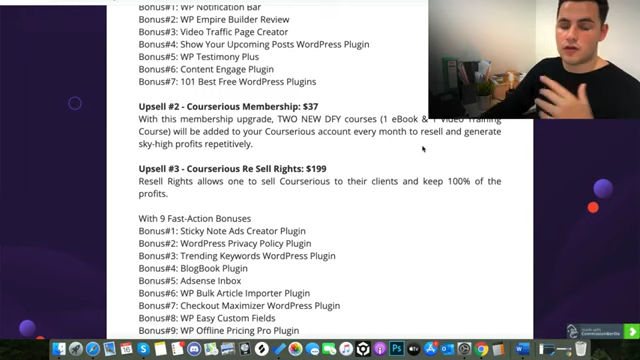 Bonus#1: WP Notification Bar
Bonus#2: WP Empire Builder Review
Bonus#3: Video Traffic Page Creator
Bonus#4: Show Your Upcoming Posts WordPress Plugin
Bonus#5: WP Testimony Plus
Bonus#6: Content Engage Plugin
Bonus#7: 101 Best Free WordPress Plugins
Upsell #2 - Courserious Membership: $37
With this membership upgrade, TWO NEW DFY courses (1 eBook & 1 Video Training
Course) will be added to your Courserious account every month to resell and generate
sky-high profits repetitively.
Upsell #3 - Courserious Re Sell Rights: $199
Resell Rights allows one to sell Courserious to their clients and keep 100% of the
profits.
With 9 Fast-Action Bonuses
Bonus#1: Sticky Note Ads Creator Plugin
Bonus#2: WordPress Privacy Policy Plugin
Bonus#3: Trending Keywords WordPress Plugin
Bonus#4: BlogBook Plugin
Bonus#5: Adsense Inbox
Bonus#6: WP Bulk Article Importer Plugin
Bonus#7: Checkout Maximizer WordPress Plugin
Bonus#8: WP Easy Custom Fields
Bonus#9: WP Offline Pricing Pro Plugin